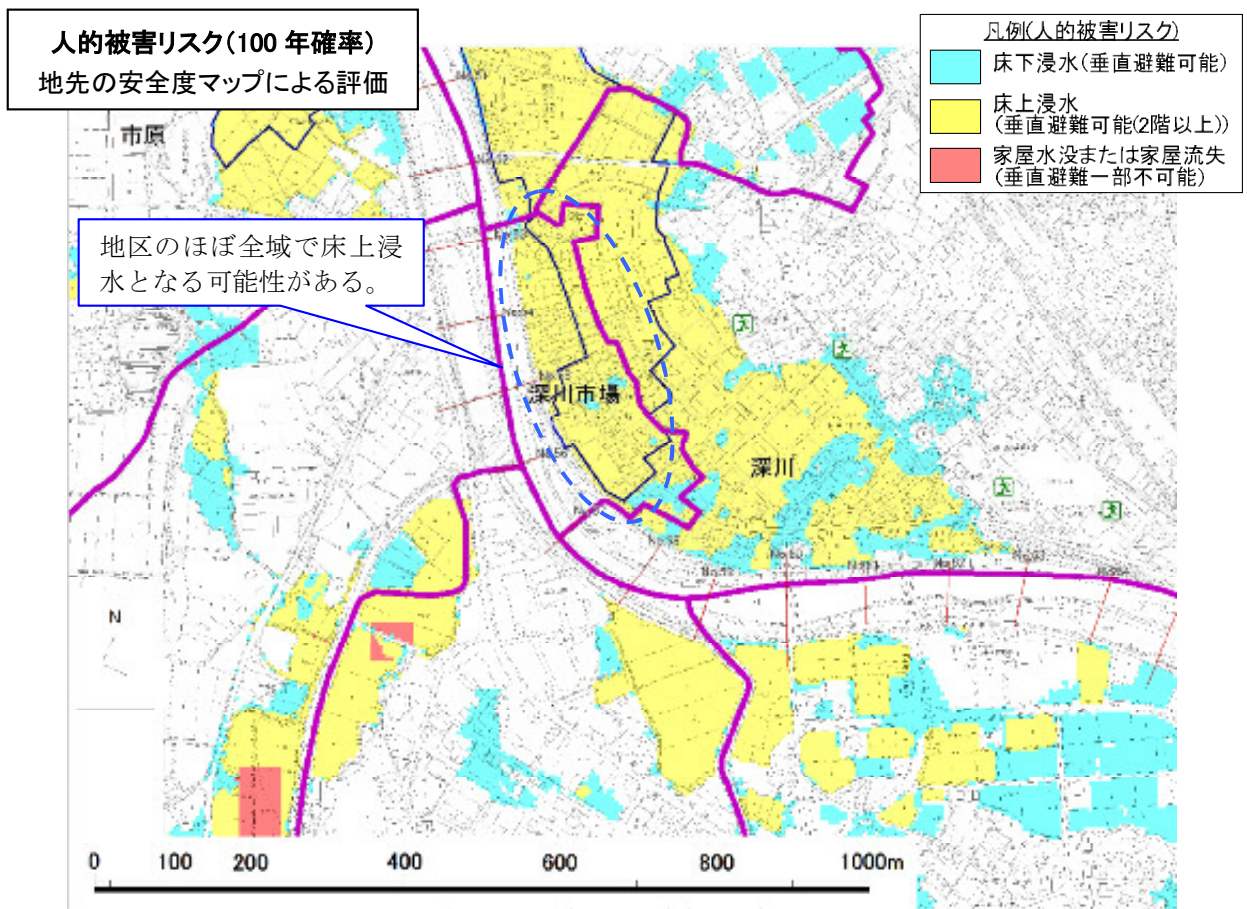 人的被害リスク(100 年確率)
地先の安全度マップによる評価
凡例(人的被害リスク)
床下浸水(垂直避難可能)
床上浸水
(垂直避難可能(2階以上))
家屋水没または家屋流失
(垂直避難一部不可能)
市原
地区のほぼ全域で床上浸
水となる可能性がある。
深川市場
深川
N
0 100 200 400 600 800 1000m